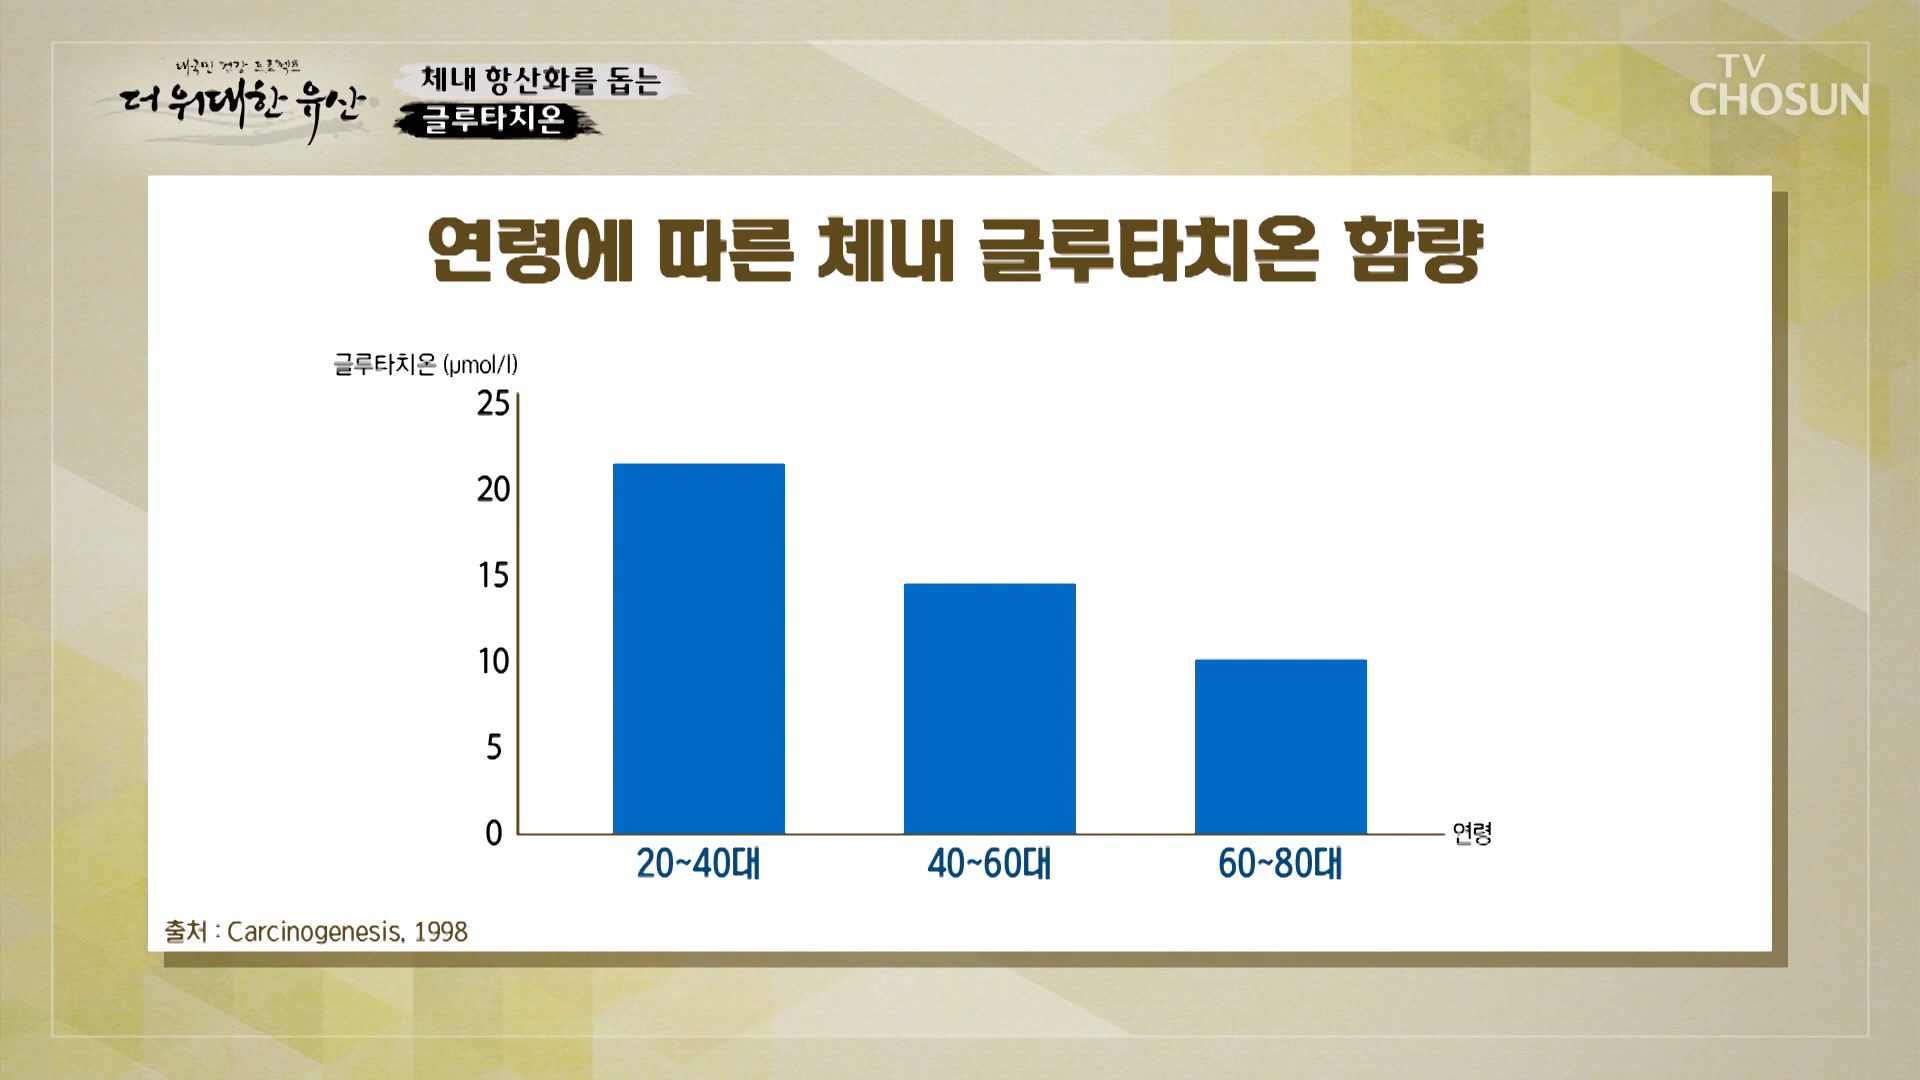 대국민 건강 프로젝트
더 위대한 유산
체내 항산화를 돕는
글루타치온
TV
CHOSUN
연령에 따른 체내 글루타치온 함량
글루타치온 (μmol/l)
25
20
15
10
5
0
연령
20~40대
40~60대
60~80대
출처 : Carcinogenesis, 1998